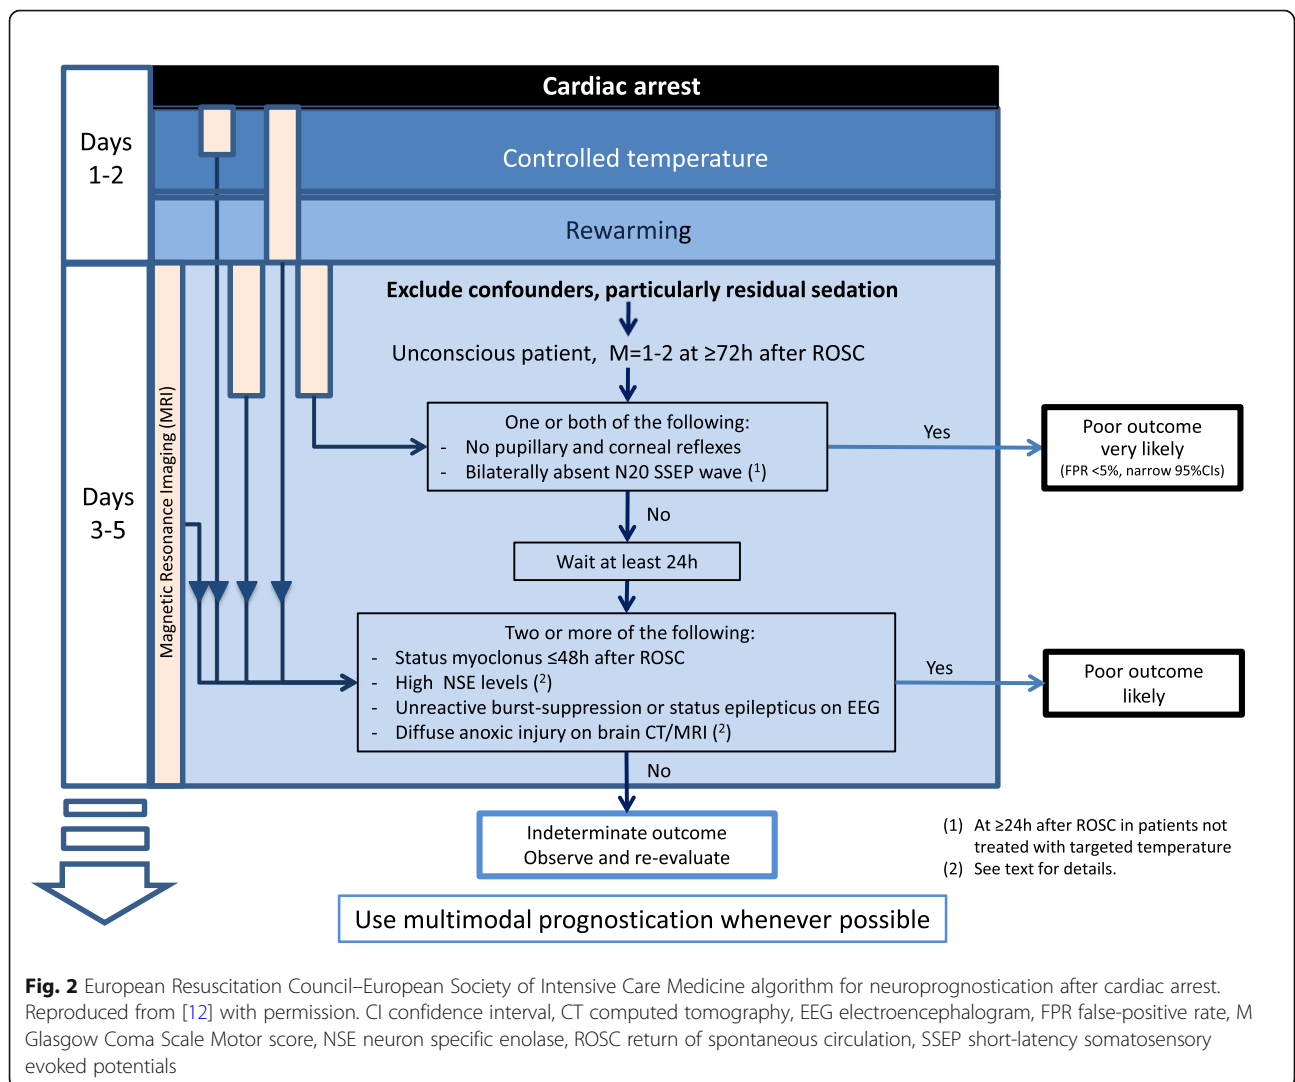 Cardiac arrest
Days
1-2
Controlled temperature
Rewarming
Days
3-5
Magnetic Resonance Imaging (MRI)
Exclude confounders, particularly residual sedation
Unconscious patient, M=1-2 at ≥72h after ROSC
One or both of the following:
- No pupillary and corneal reflexes
- Bilaterally absent N20 SSEP wave (1)
Yes
Poor outcome
very likely
(FPR <5%, narrow 95%CIs)
No
Wait at least 24h
Two or more of the following:
- Status myoclonus ≤48h after ROSC
- High NSE levels (2)
- Unreactive burst-suppression or status epilepticus on EEG
- Diffuse anoxic injury on brain CT/MRI (2)
Yes
Poor outcome
likely
No
Indeterminate outcome
Observe and re-evaluate
(1) At ≥24h after ROSC in patients not
treated with targeted temperature
(2) See text for details.
Use multimodal prognostication whenever possible
Fig. 2 European Resuscitation Council–European Society of Intensive Care Medicine algorithm for neuroprognostication after cardiac arrest.
Reproduced from [12] with permission. CI confidence interval, CT computed tomography, EEG electroencephalogram, FPR false-positive rate, M
Glasgow Coma Scale Motor score, NSE neuron specific enolase, ROSC return of spontaneous circulation, SSEP short-latency somatosensory
evoked potentials